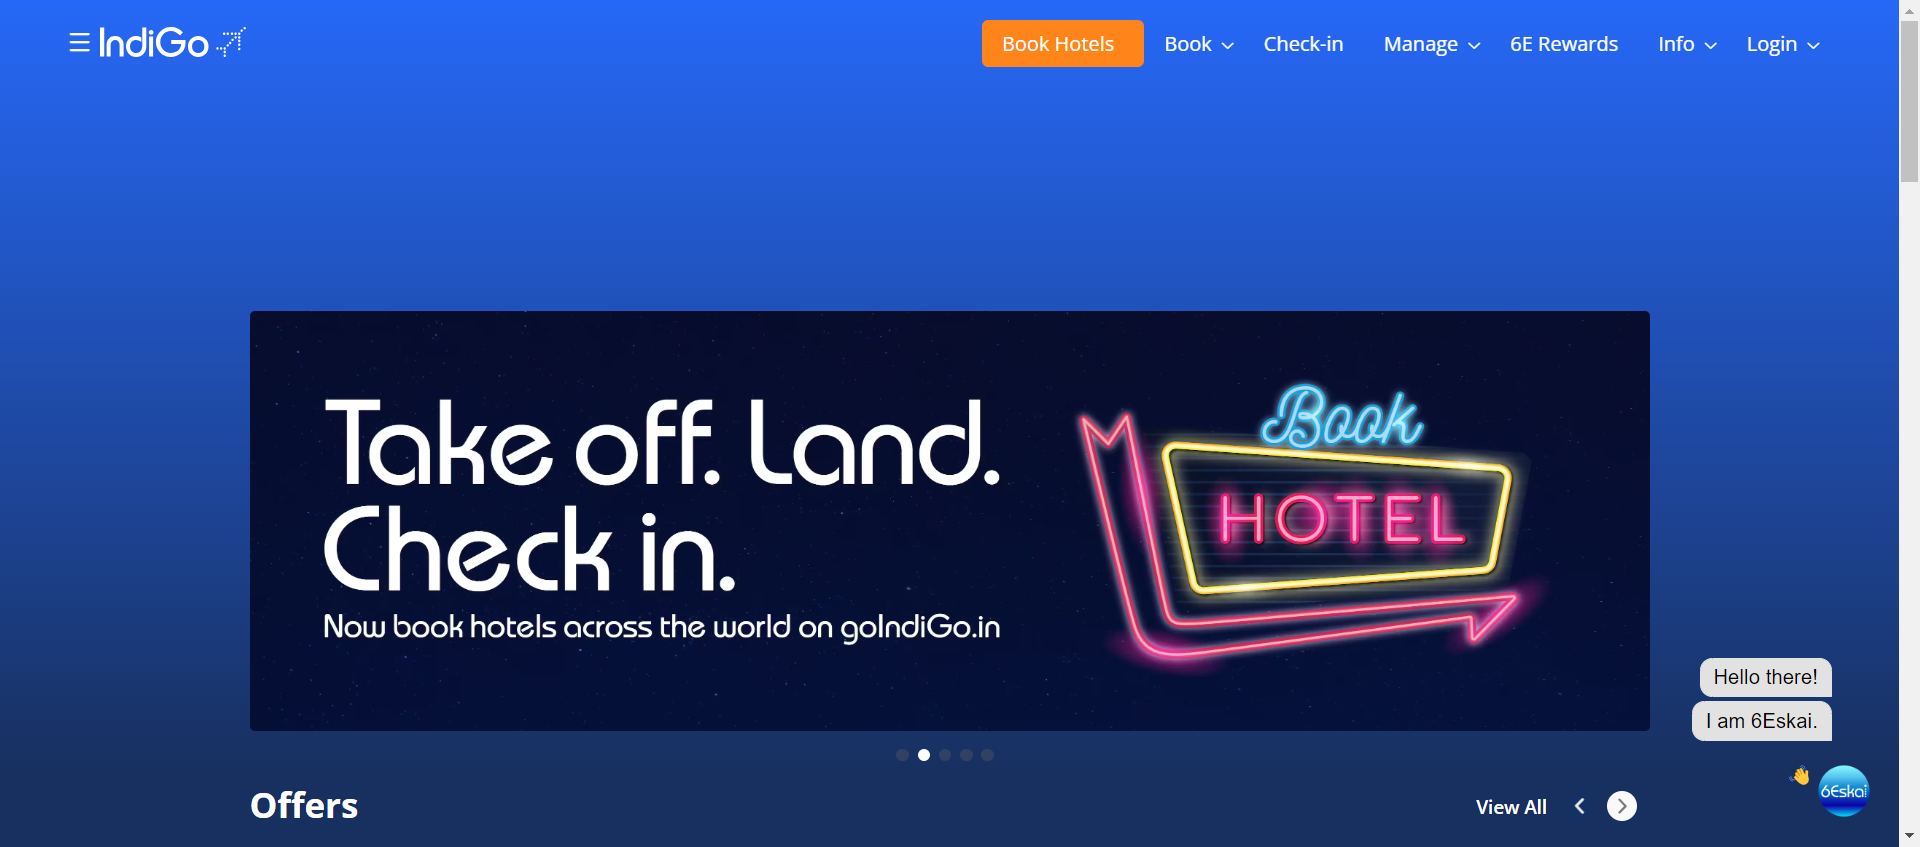 IndiGo
Book Hotels
Book
Check-in
Manage
6E Rewards
Info
Login
Take off. Land.
Check in.
Now book hotels across the world on goIndiGo.in
Book
HOTEL
Hello there!
I am 6Eskai.
6Eskai
Offers
View All